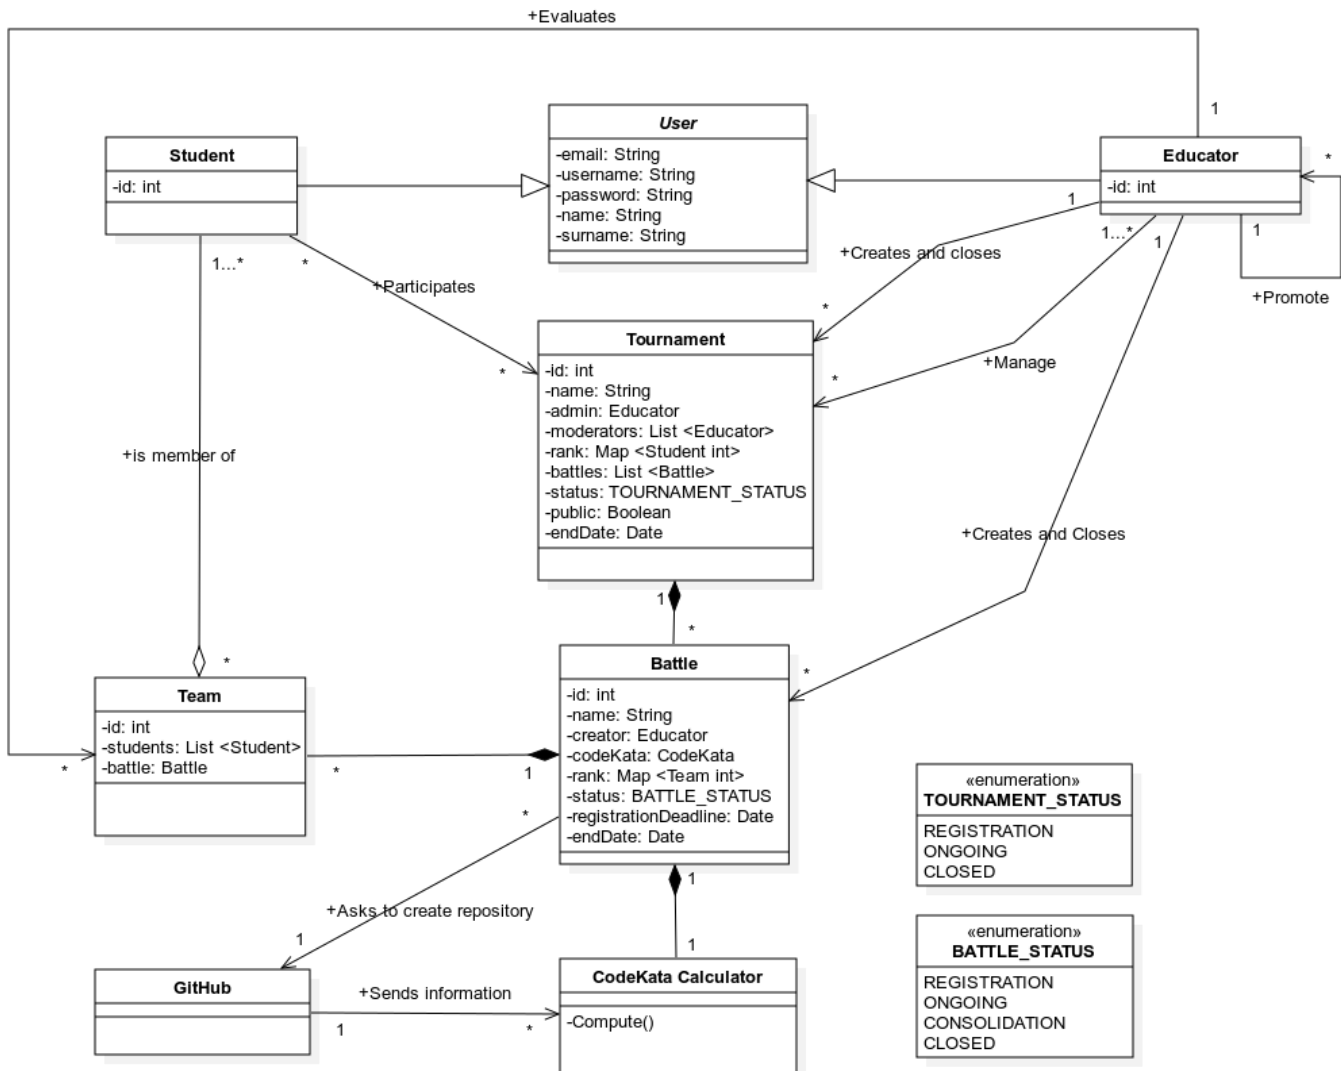 +Evaluates
1
User
-email: String
-username: String
-password: String
-name: String
-surname: String
Student
-id: int
Educator
-id: int
*
1
1...*
1
1
+Promote
1...*
*
+Participates
*
+Creates and closes
*
+Manage
*
Tournament
-id: int
-name: String
-admin: Educator
-moderators: List <Educator>
-rank: Map <Student int>
-battles: List <Battle>
-status: TOURNAMENT_STATUS
-public: Boolean
-endDate: Date
+is member of
+Creates and Closes
1
*
*
*
Team
-id: int
-students: List <Student>
-battle: Battle
*
*
1
Battle
-id: int
-name: String
-creator: Educator
-codeKata: CodeKata
-rank: Map <Team int>
-status: BATTLE_STATUS
-registrationDeadline: Date
-endDate: Date
*
1
+Asks to create repository
1
1
«enumeration»
TOURNAMENT_STATUS
REGISTRATION
ONGOING
CLOSED
«enumeration»
BATTLE_STATUS
REGISTRATION
ONGOING
CONSOLIDATION
CLOSED
GitHub
+Sends information
1
*
CodeKata Calculator
-Compute()